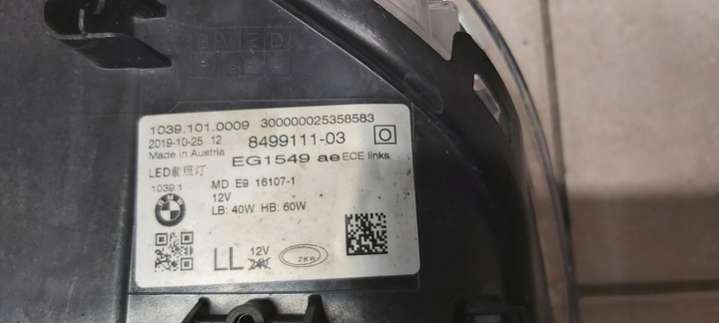 1039.101.0009 300000025358583
2019-10-25 12 8499111-03
Made in Austria EG1549 ae ECE links
LED前照灯
1039.1 MD E9 16107-1
12V
LB: 40W HB: 60W
LL 12V
ZKW